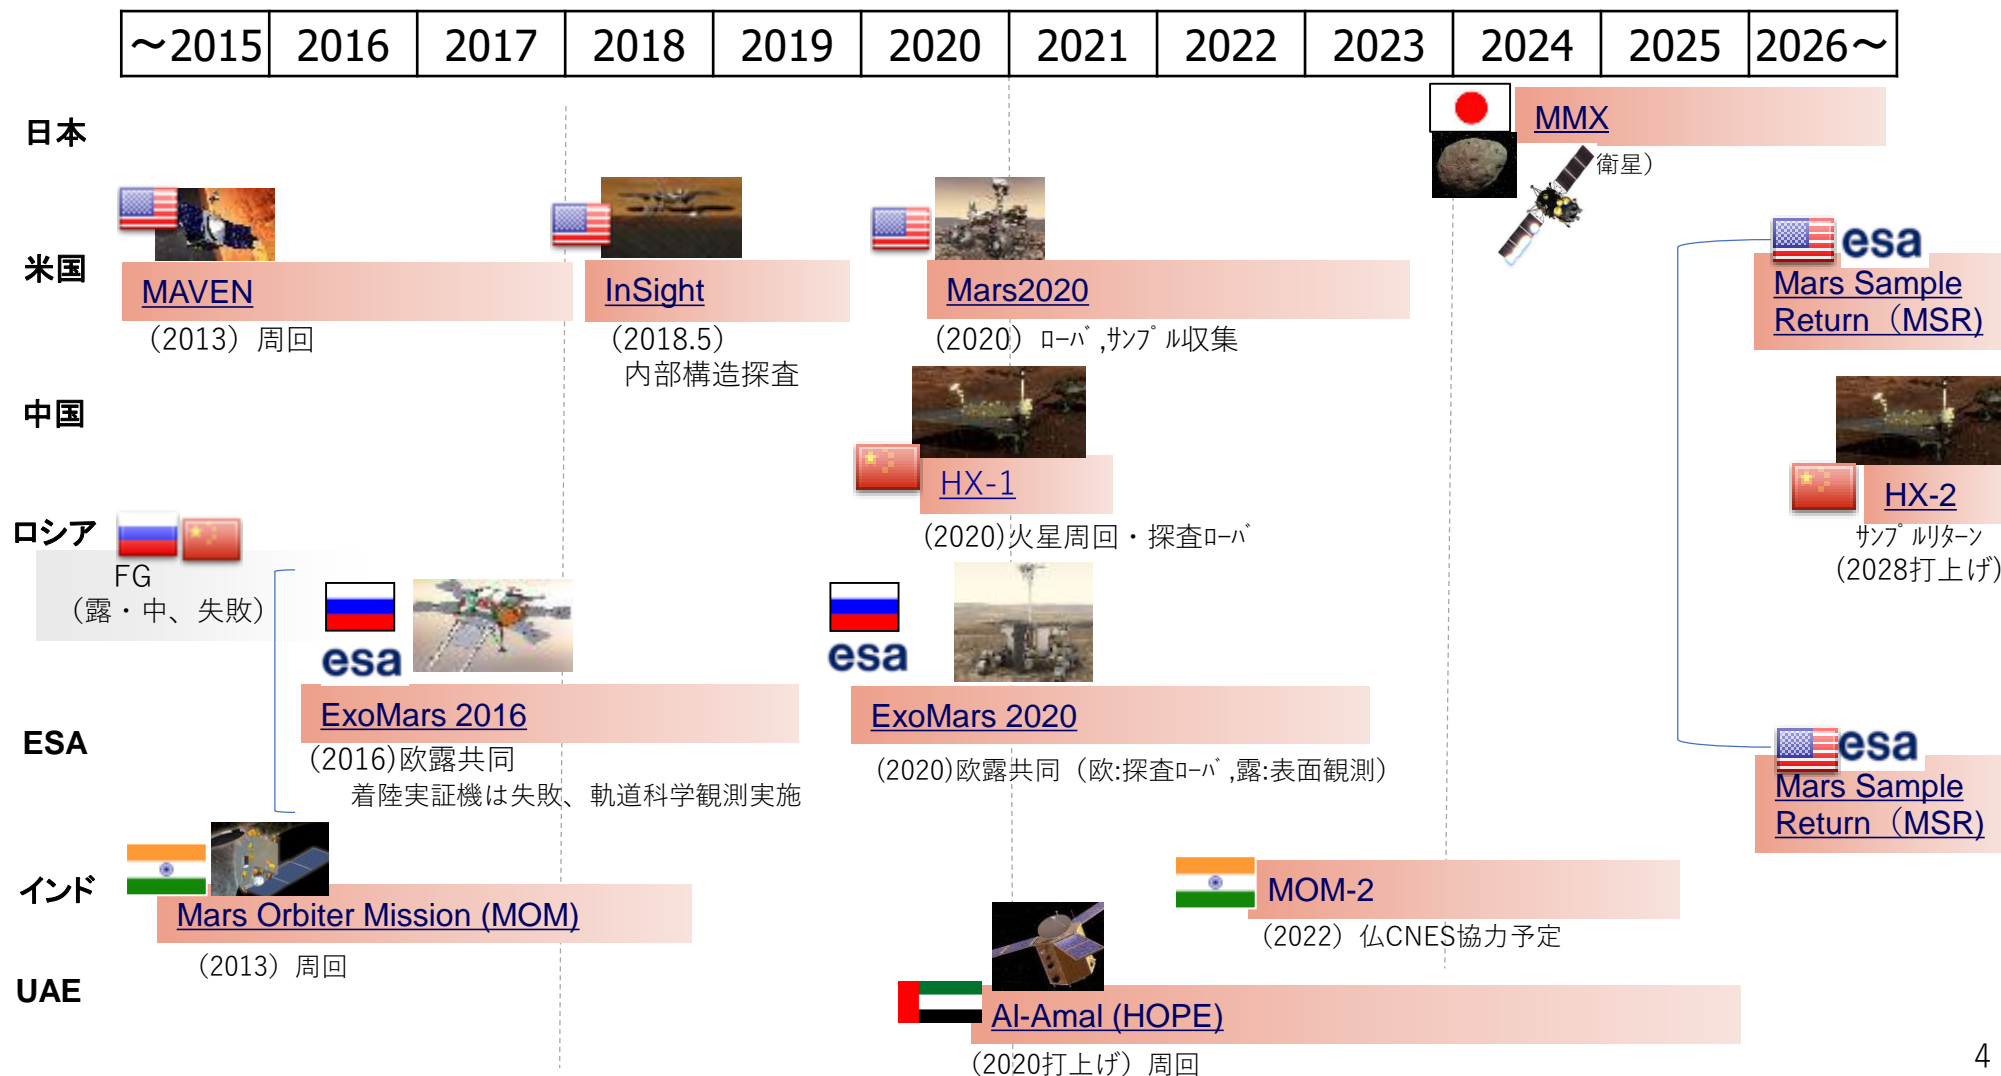 ～2015 2016 2017 2018 2019 2020 2021 2022 2023 2024 2025 2026～
日本
MMX
衛星）
米国
MAVEN
（2013）周回
InSight
（2018.5）
内部構造探査
Mars2020
（2020）ﾛｰﾊﾞ,ｻﾝﾌﾟﾙ収集
esa
Mars Sample
Return（MSR)
中国
HX-1
(2020)火星周回・探査ﾛｰﾊﾞ
HX-2
ｻﾝﾌﾟﾙﾘﾀｰﾝ
(2028打上げ)
ロシア
FG
（露・中、失敗）
esa
ExoMars 2016
(2016)欧露共同
着陸実証機は失敗、軌道科学観測実施
esa
ExoMars 2020
(2020)欧露共同（欧:探査ﾛｰﾊﾞ,露:表面観測）
ESA
esa
Mars Sample
Return（MSR)
インド
Mars Orbiter Mission (MOM)
（2013）周回
MOM-2
（2022）仏CNES協力予定
UAE
Al-Amal (HOPE)
（2020打上げ）周回
4